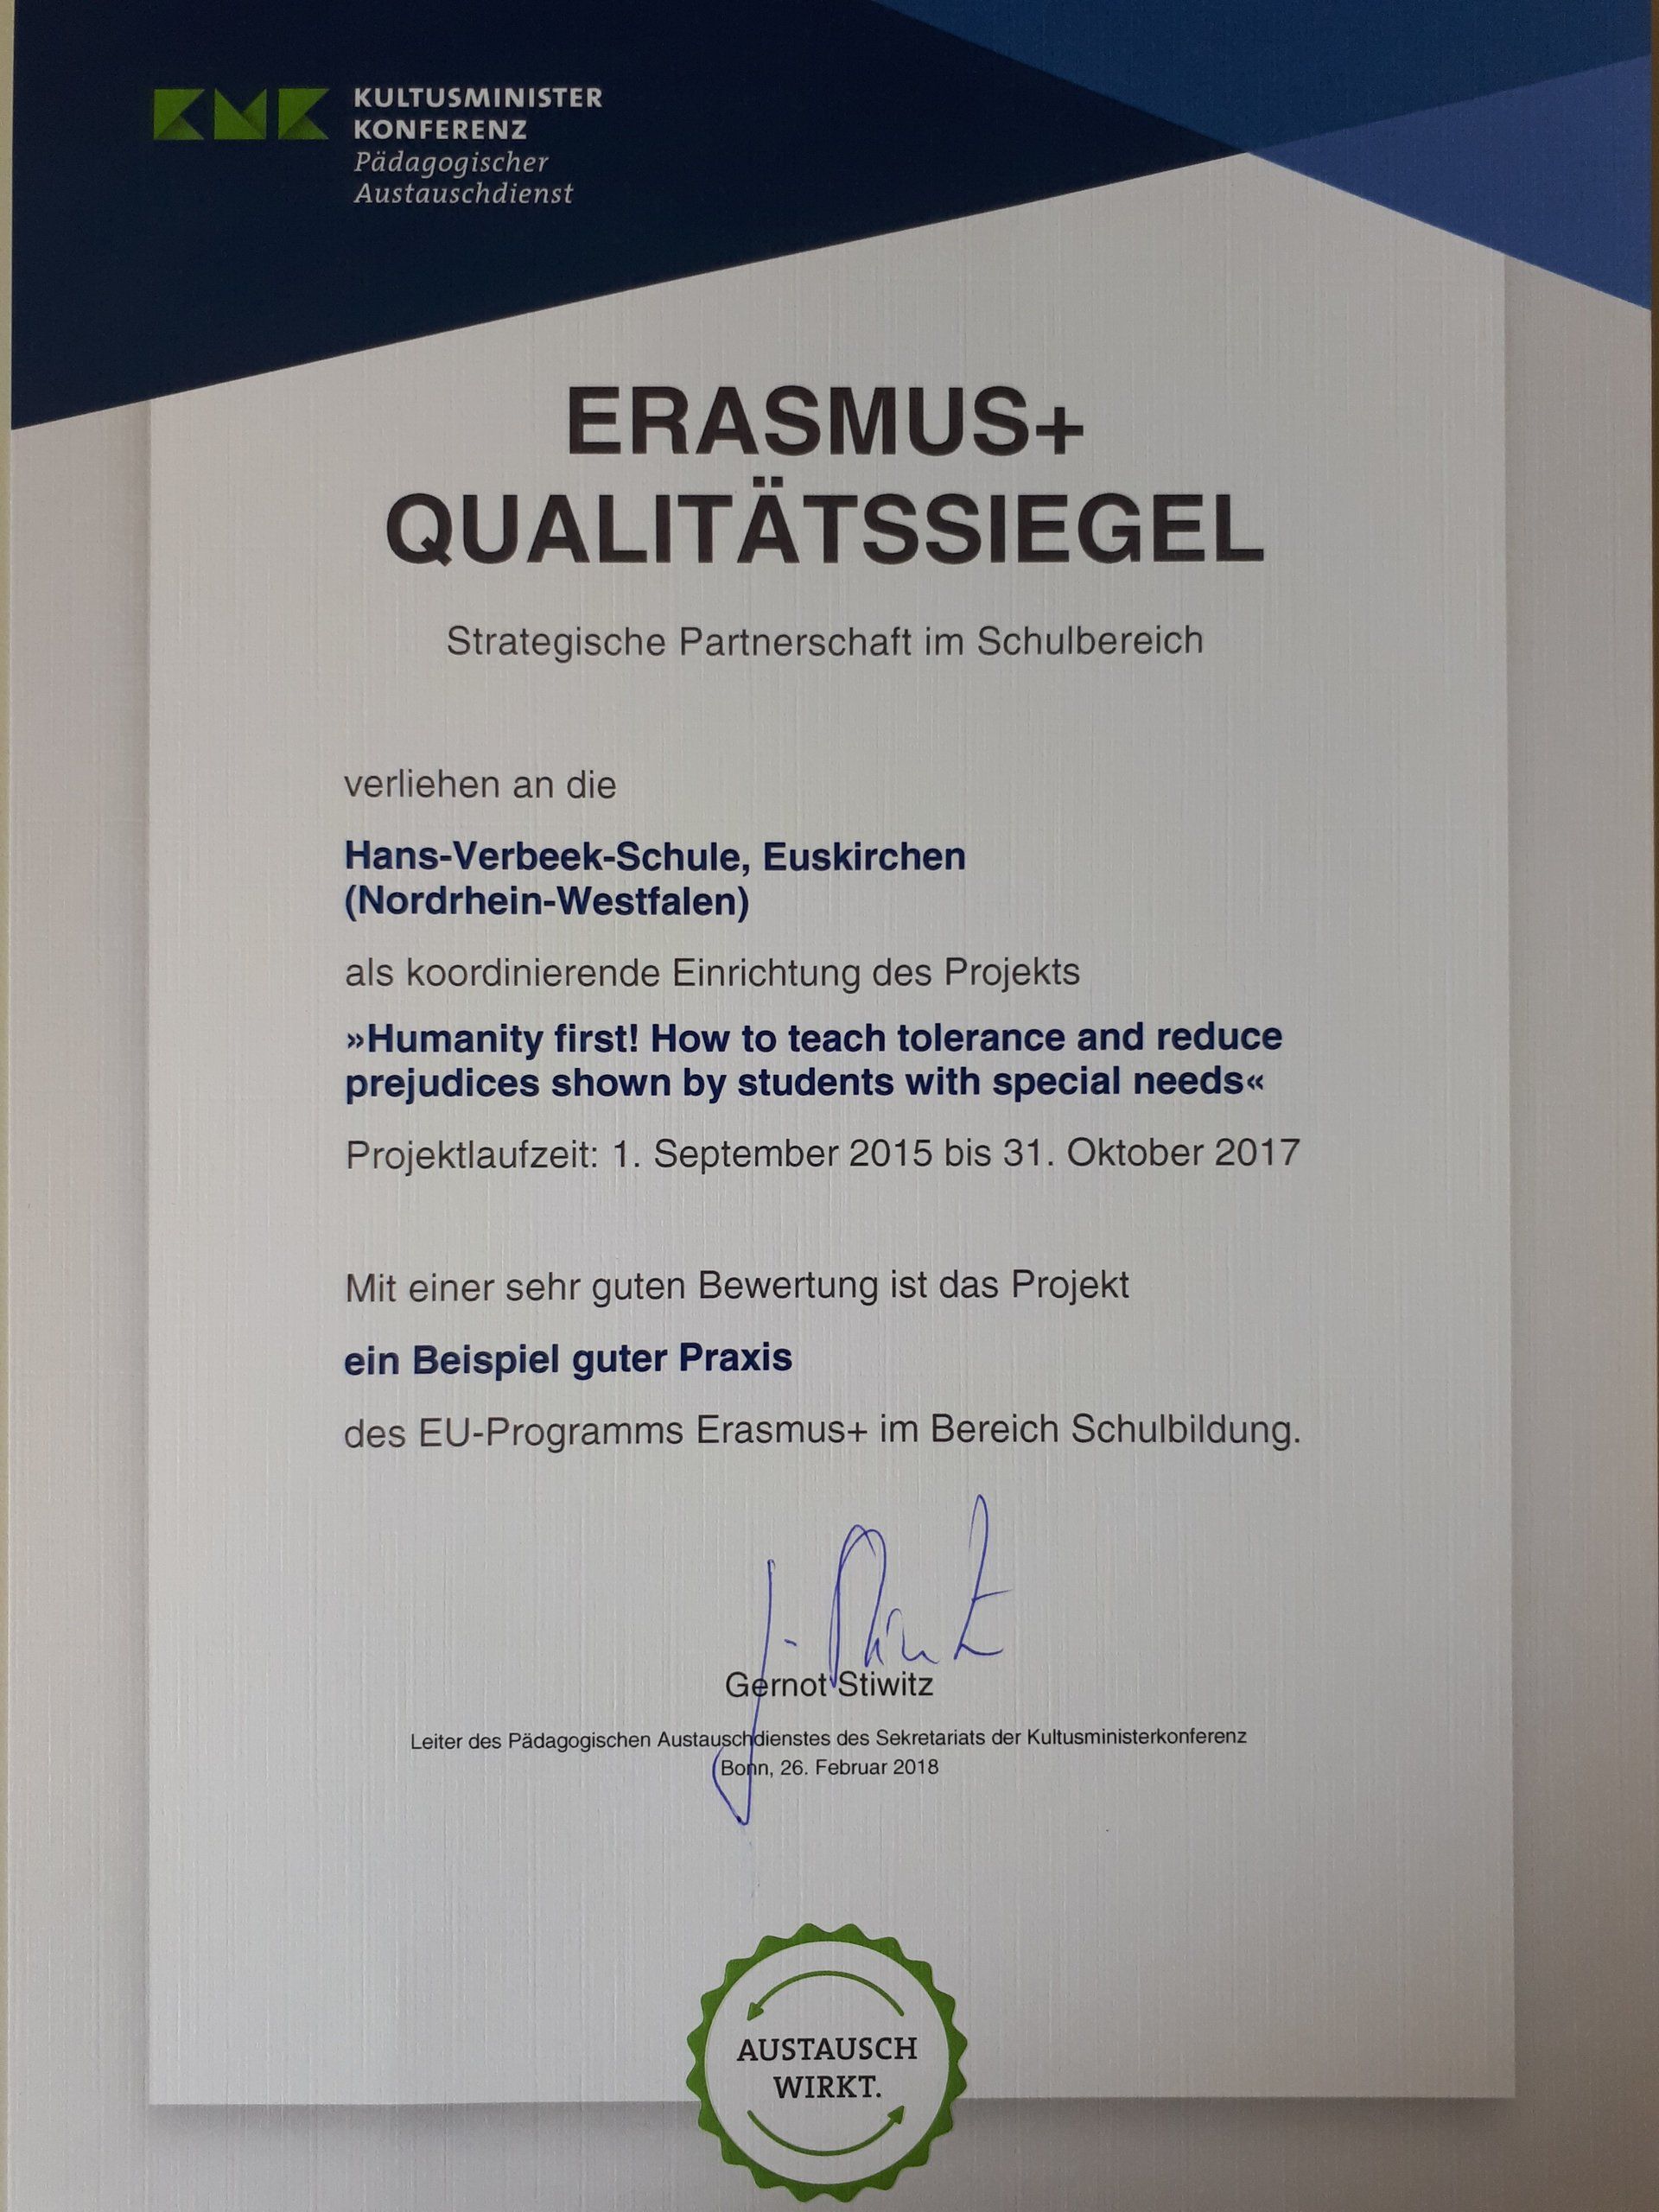 KMK
KULTUSMINISTER
KONFERENZ
Pädagogischer
Austauschdienst
ERASMUS+
QUALITÄTSSIEGEL
Strategische Partnerschaft im Schulbereich
verliehen an die
Hans-Verbeek-Schule, Euskirchen
(Nordrhein-Westfalen)
als koordinierende Einrichtung des Projekts
»Humanity first! How to teach tolerance and reduce
prejudices shown by students with special needs«
Projektlaufzeit: 1. September 2015 bis 31. Oktober 2017
Mit einer sehr guten Bewertung ist das Projekt
ein Beispiel guter Praxis
des EU-Programms Erasmus+ im Bereich Schulbildung.
Gernot Stiwitz
Leiter des Pädagogischen Austauschdienstes des Sekretariats der Kultusministerkonferenz
Bonn, 26. Februar 2018
AUSTAUSCH
WIRKT.